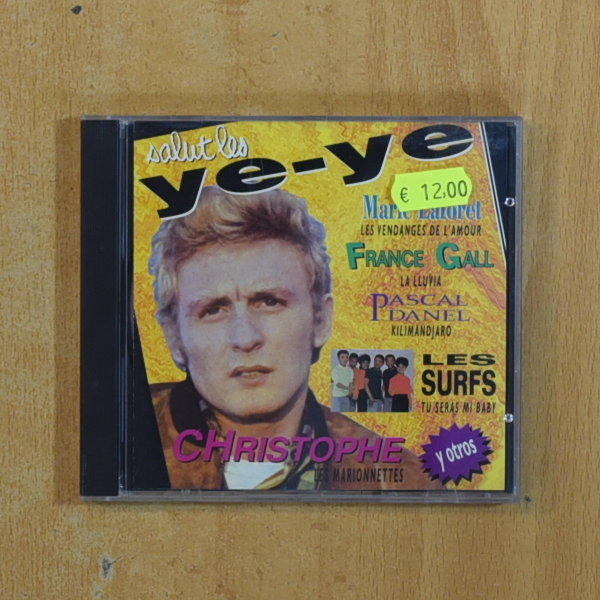 salut les
ye-ye
€ 12,00
Marie Laforet
LES VENDANGES DE L'AMOUR
FRANCE GALL
LA LLUVIA
PASCAL
DANEL
KILIMANDJARO
LES
SURFS
TU SERAS MI BABY
CHRISTOPHE
LES MARIONNETTES
y otros